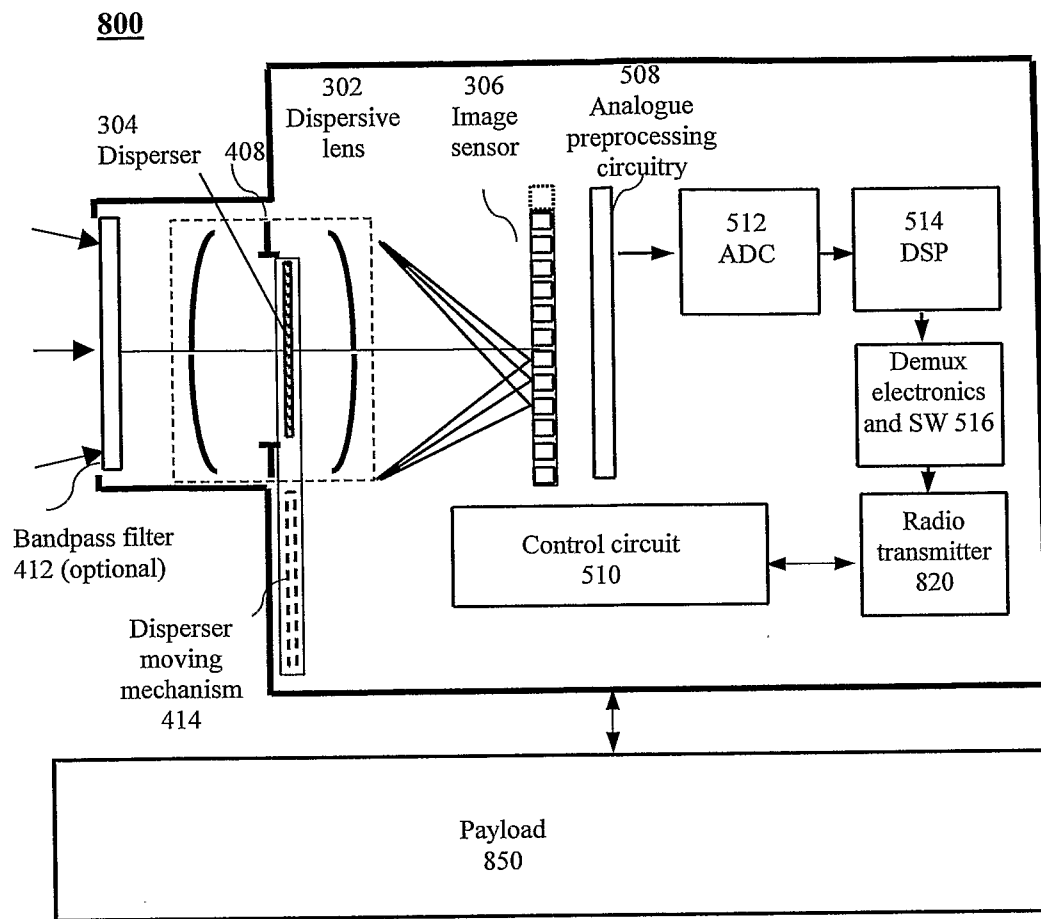 800
304
Disperser
408
302
Dispersive
lens
306
Image
sensor
508
Analogue
preprocessing
circuitry
512
ADC
514
DSP
Demux
electronics
and SW 516
Radio
transmitter
820
Control circuit
510
Bandpass filter
412 (optional)
Disperser
moving
mechanism
414
Payload
850